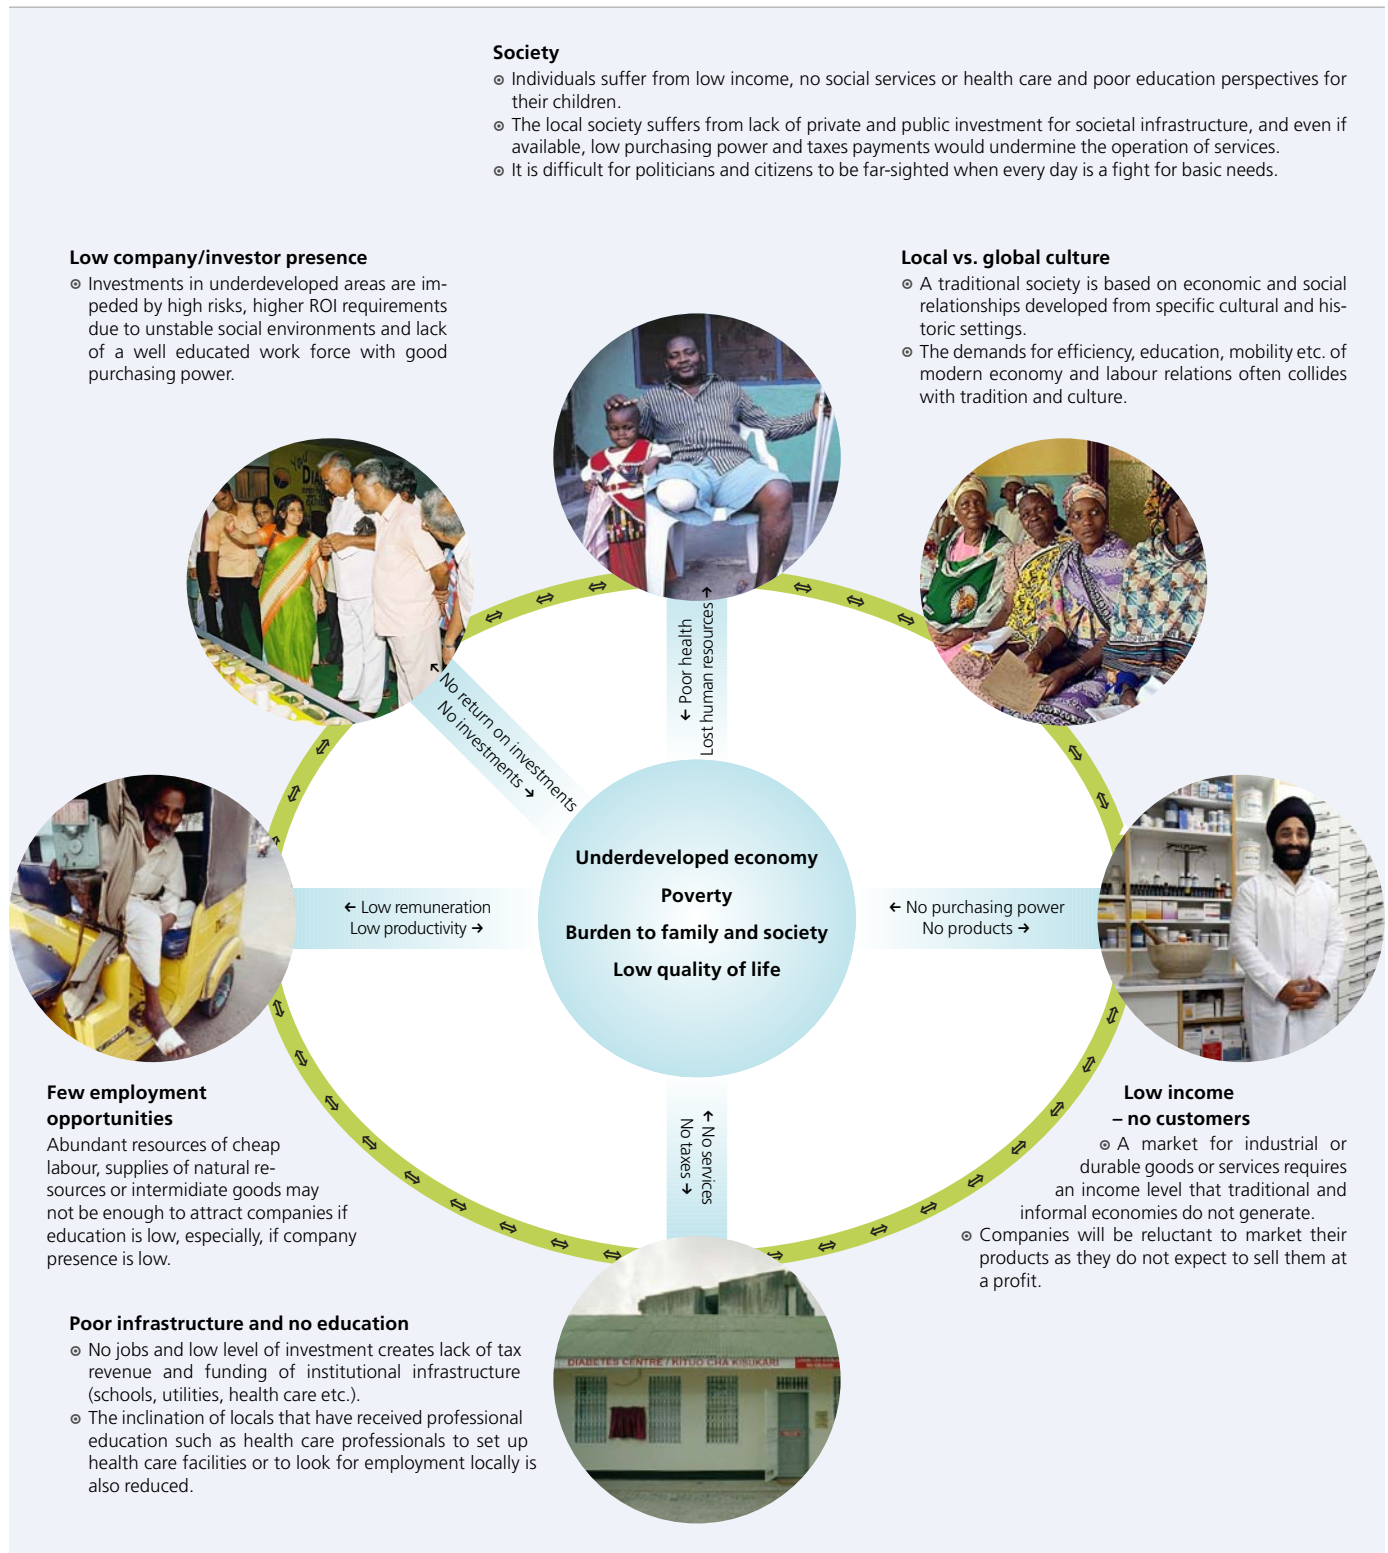 Society
⊙ Individuals suffer from low income, no social services or health care and poor education perspectives for
their children.
⊙ The local society suffers from lack of private and public investment for societal infrastructure, and even if
available, low purchasing power and taxes payments would undermine the operation of services.
⊙ It is difficult for politicians and citizens to be far-sighted when every day is a fight for basic needs.
Low company/investor presence
⊙ Investments in underdeveloped areas are im-
peded by high risks, higher ROI requirements
due to unstable social environments and lack
of a well educated work force with good
purchasing power.
Local vs. global culture
⊙ A traditional society is based on economic and social
relationships developed from specific cultural and his-
toric settings.
⊙ The demands for efficiency, education, mobility etc. of
modern economy and labour relations often collides
with tradition and culture.
← Poor health
Lost human resources →
← No return on investments
No investments →
Underdeveloped economy
Poverty
Burden to family and society
Low quality of life
← Low remuneration
Low productivity →
← No purchasing power
No products →
← No services
No taxes →
Few employment
opportunities
Abundant resources of cheap
labour, supplies of natural re-
sources or intermidiate goods may
not be enough to attract companies if
education is low, especially, if company
presence is low.
Low income
– no customers
⊙ A market for industrial or
durable goods or services requires
an income level that traditional and
informal economies do not generate.
⊙ Companies will be reluctant to market their
products as they do not expect to sell them at
a profit.
Poor infrastructure and no education
⊙ No jobs and low level of investment creates lack of tax
revenue and funding of institutional infrastructure
(schools, utilities, health care etc.).
⊙ The inclination of locals that have received professional
education such as health care professionals to set up
health care facilities or to look for employment locally is
also reduced.
DIABETES CENTRE / KITUO CHA KISUKARI